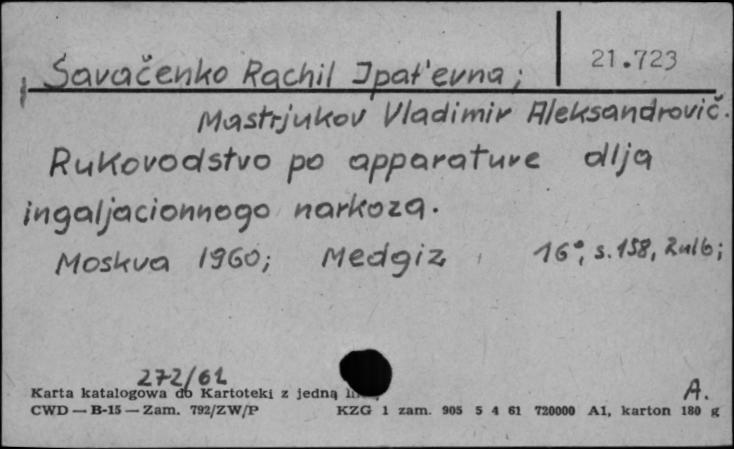 21.723
Savačenko Rachil Ipat'evna;
Mastrjukov Vladimir Aleksandrovič.
Rukovodstvo po apparature dlja
ingaljacionnogo narkoza.
Moskva 1960; Medgiz, 16°, s. 158,
272/61
A.
Karta katalogowa do Kartoteki z jedną
CWD — B-15 — Zam. 792/ZW/P KZG 1 zam. 905 5 4 61 720000 A1, karton 180 g